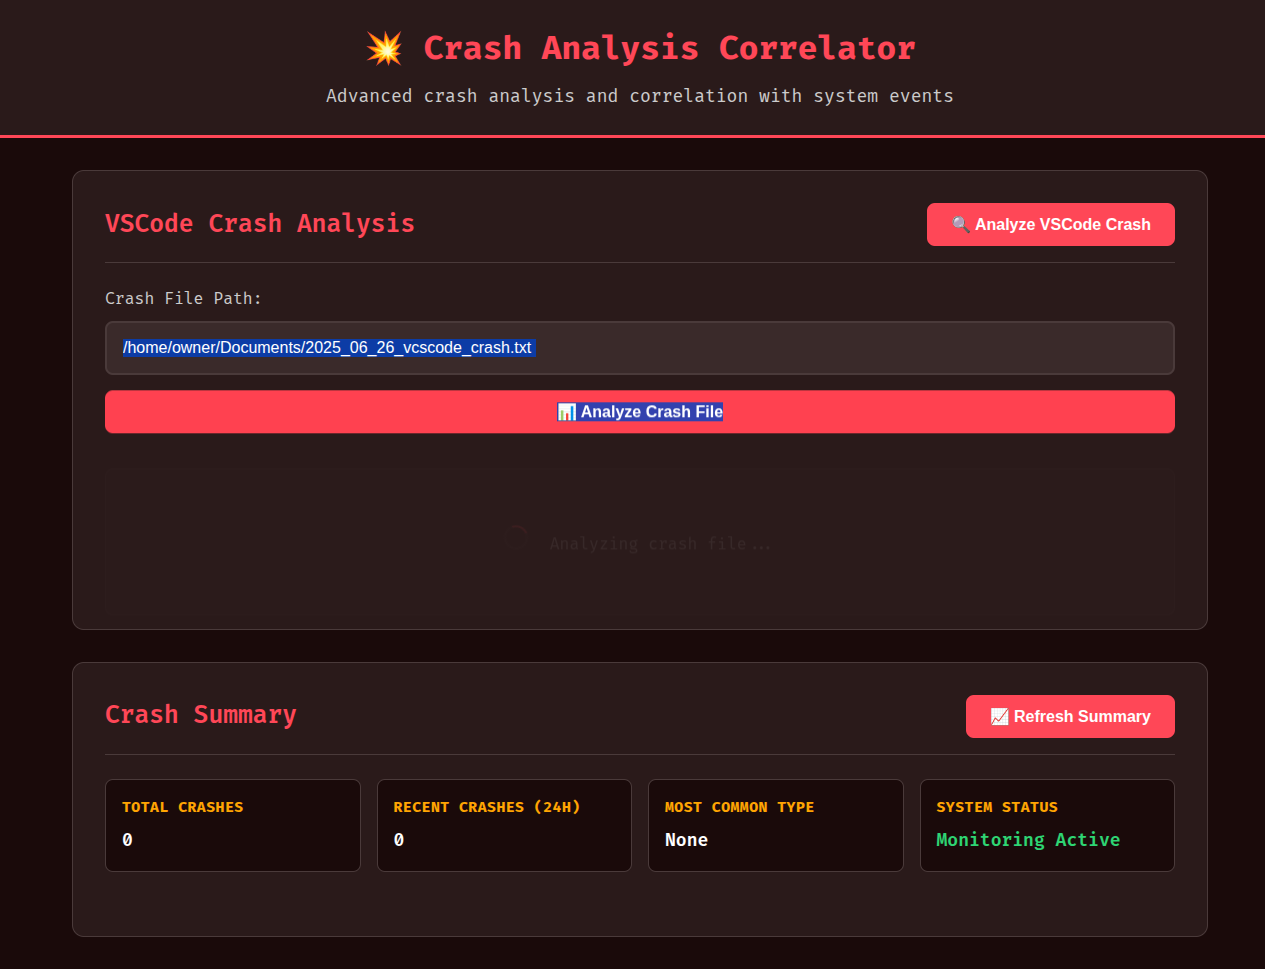 💥 Crash Analysis Correlator
Advanced crash analysis and correlation with system events
VSCode Crash Analysis
🔍 Analyze VSCode Crash
Crash File Path:
/home/owner/Documents/2025_06_26_vcscode_crash.txt
📊 Analyze Crash File
Analyzing crash file...
Crash Summary
📈 Refresh Summary
TOTAL CRASHES
0
RECENT CRASHES (24H)
0
MOST COMMON TYPE
None
SYSTEM STATUS
Monitoring Active